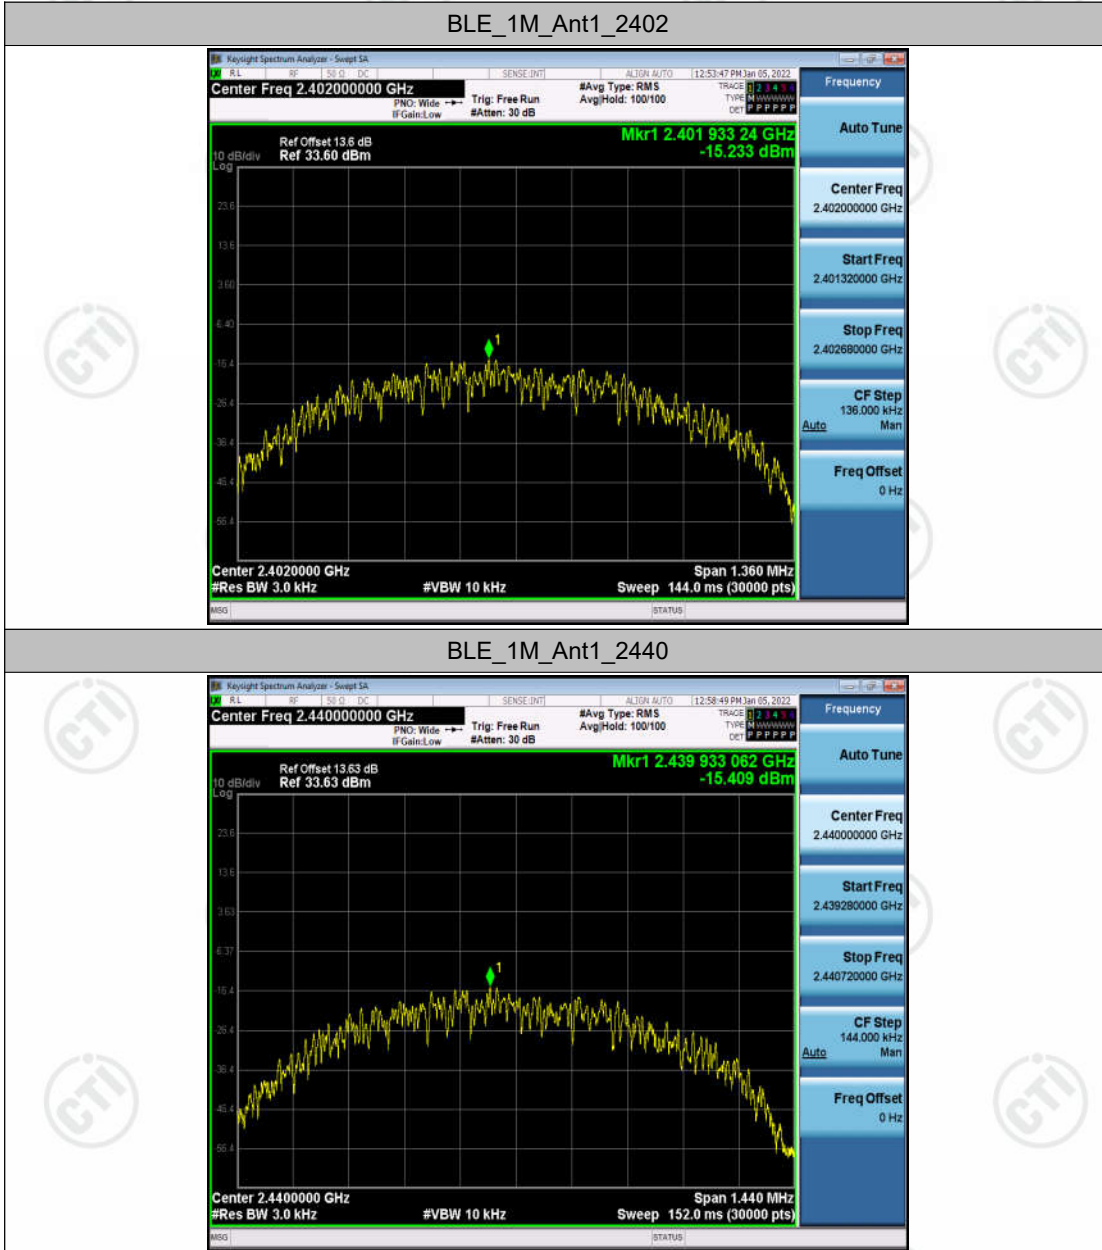 BLE_1M_Ant1_2402
Keysight Spectrum Analyzer - Swept SA
RL RF 50 Ω DC SENSE:INT ALIGN AUTO 12:53:47 PM Jan 05, 2022
Center Freq 2.402000000 GHz
#Avg Type: RMS
TRACE 1 2 3 4 5 6
PNO: Wide
Trig: Free Run
Avg|Hold: 100/100
TYPE M WWWWW
IFGain:Low
#Atten: 30 dB
DET P P P P P P
Mkr1 2.401 933 24 GHz
-15.233 dBm
Ref Offset 13.6 dB
10 dB/div Ref 33.60 dBm
Log
23.6
13.6
3.60
-6.40
-16.4
-26.4
-36.4
-46.4
-56.4
Center 2.4020000 GHz
Span 1.360 MHz
#Res BW 3.0 kHz
#VBW 10 kHz
Sweep 144.0 ms (30000 pts)
MSG
STATUS
Frequency
Auto Tune
Center Freq
2.402000000 GHz
Start Freq
2.401320000 GHz
Stop Freq
2.402680000 GHz
CF Step
136.000 kHz
Auto Man
Freq Offset
0 Hz
BLE_1M_Ant1_2440
Keysight Spectrum Analyzer - Swept SA
RL RF 50 Ω DC SENSE:INT ALIGN AUTO 12:58:49 PM Jan 05, 2022
Center Freq 2.440000000 GHz
#Avg Type: RMS
TRACE 1 2 3 4 5 6
PNO: Wide
Trig: Free Run
Avg|Hold: 100/100
TYPE M WWWWW
IFGain:Low
#Atten: 30 dB
DET P P P P P P
Mkr1 2.439 933 062 GHz
-15.409 dBm
Ref Offset 13.63 dB
10 dB/div Ref 33.63 dBm
Log
23.6
13.6
3.63
-6.37
-16.4
-26.4
-36.4
-46.4
-56.4
Center 2.4400000 GHz
Span 1.440 MHz
#Res BW 3.0 kHz
#VBW 10 kHz
Sweep 152.0 ms (30000 pts)
MSG
STATUS
Frequency
Auto Tune
Center Freq
2.440000000 GHz
Start Freq
2.439280000 GHz
Stop Freq
2.440720000 GHz
CF Step
144.000 kHz
Auto Man
Freq Offset
0 Hz
CTI
CTI
CTI
CTI
CTI
CTI